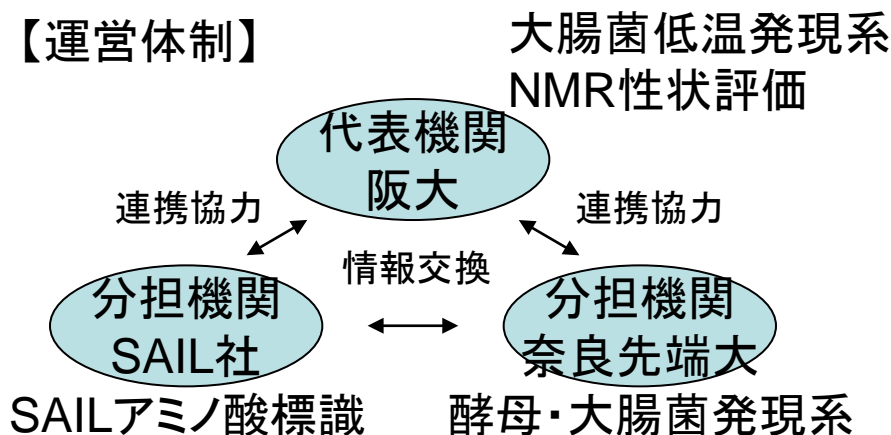 【運営体制】
大腸菌低温発現系
NMR性状評価
代表機関
阪大
連携協力
連携協力
情報交換
分担機関
SAIL社
分担機関
奈良先端大
SAILアミノ酸標識
酵母・大腸菌発現系